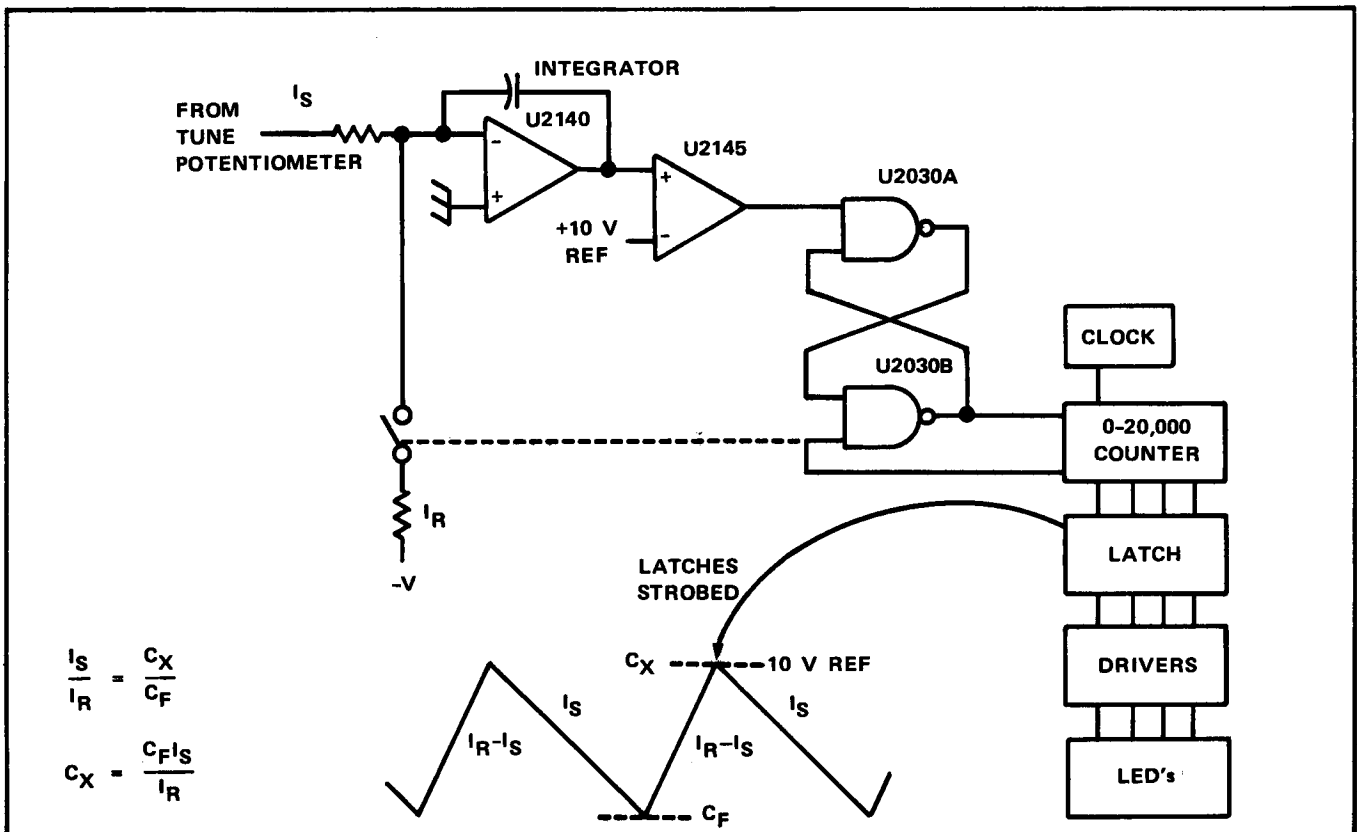 INTEGRATOR
I_S
FROM
TUNE
POTENTIOMETER
U2140
-
+
U2145
+
-
+10 V
REF
U2030A
U2030B
CLOCK
0-20,000
COUNTER
I_R
-V
LATCHES
STROBED
LATCH
DRIVERS
LED's
I_S / I_R = C_X / C_F
C_X = C_F I_S / I_R
C_X
10 V REF
I_S
I_S
I_R-I_S
I_R-I_S
C_F